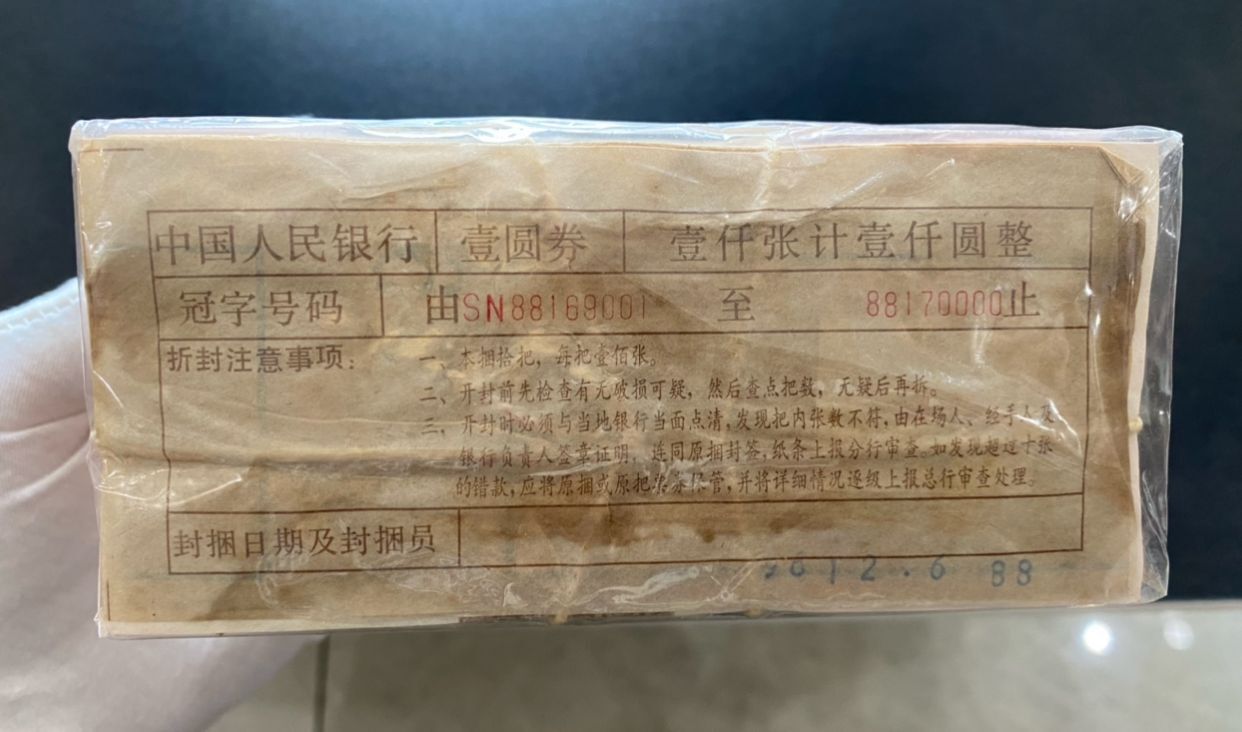 中国人民银行 壹圆券 壹仟张计壹仟圆整
冠字号码 由SN88169001 至 88170000止
折封注意事项： 一、本捆拾把，每把壹佰张。
二、开封前先检查有无破损可疑，然后查点把数，无疑后再拆。
三、开封时必须与当地银行当面点清，发现把内张数不符，由在场人、经手人及
银行负责人签章证明，连同原捆封签，纸条上报分行审查。如发现超过十张
的错款，应将原捆或原把票券保管，并将详细情况逐级上报总行审查处理。
封捆日期及封捆员
9612.6 88